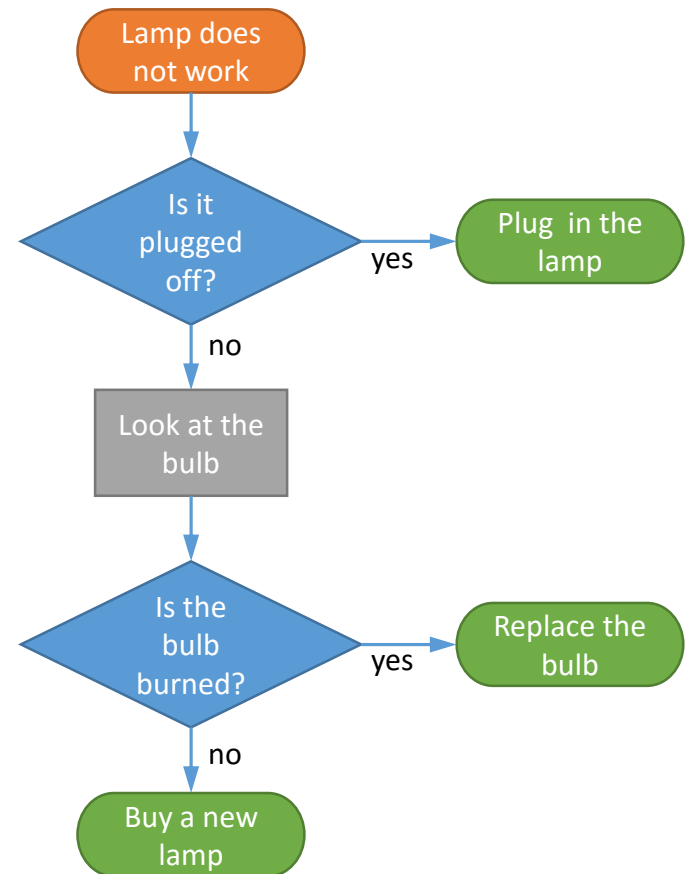 Lamp does
not work
Is it
plugged
off?
yes
Plug in the
lamp
no
Look at the
bulb
Is the
bulb
burned?
yes
Replace the
bulb
no
Buy a new
lamp